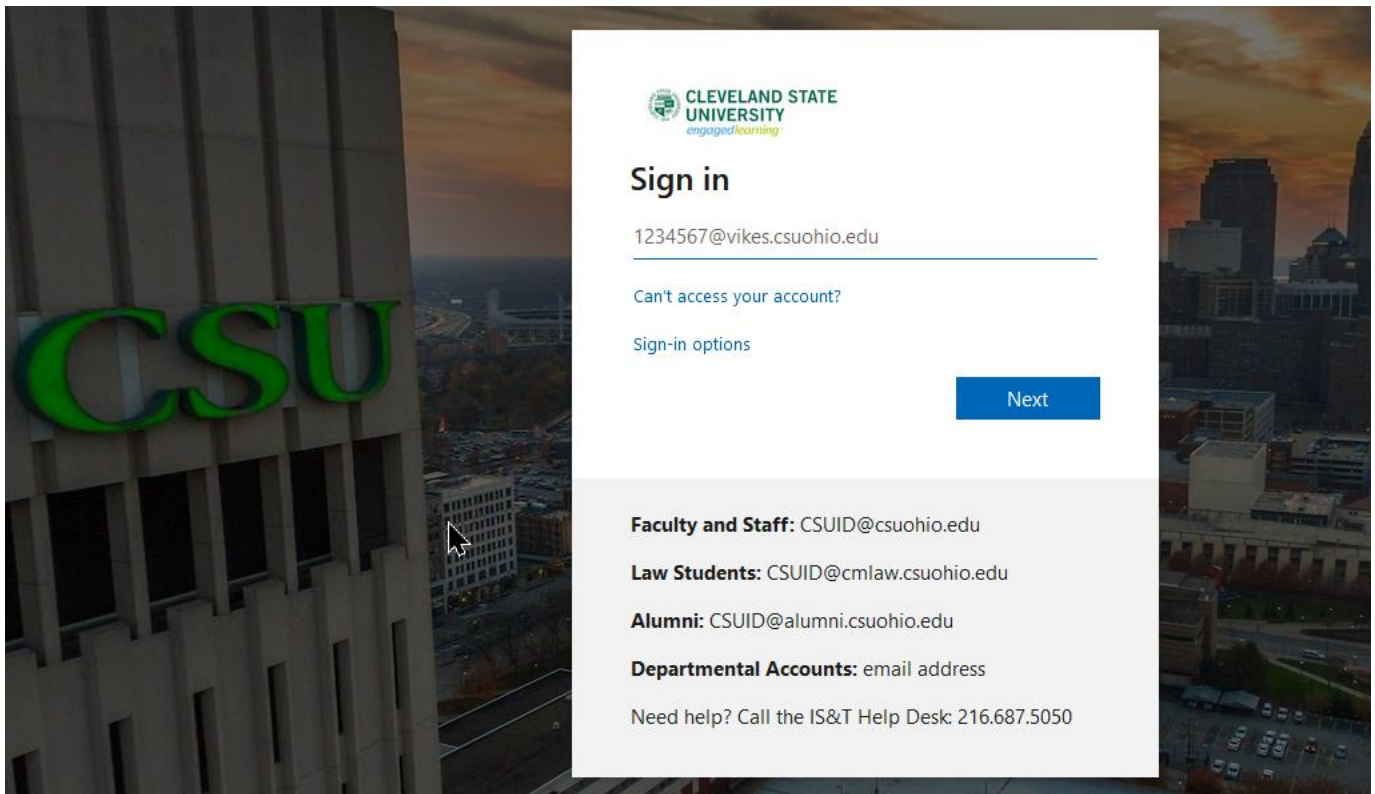 CSU
CLEVELAND STATE
UNIVERSITY
engagedlearning
Sign in
1234567@vikes.csuohio.edu
Can't access your account?
Sign-in options
Next
Faculty and Staff: CSUID@csuohio.edu
Law Students: CSUID@cmlaw.csuohio.edu
Alumni: CSUID@alumni.csuohio.edu
Departmental Accounts: email address
Need help? Call the IS&T Help Desk: 216.687.5050